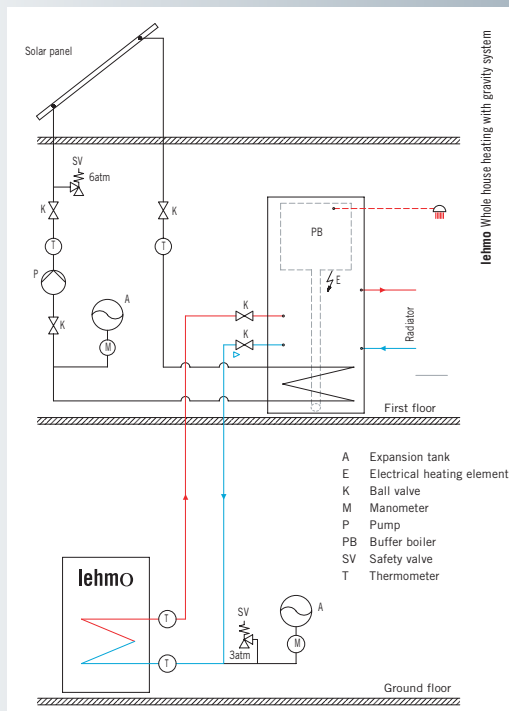 Solar panel
lehmo Whole house heating with gravity system
SV
6atm
K
K
T
T
P
K
A
M
PB
E
K
K
Radiator
First floor
A Expansion tank
E Electrical heating element
K Ball valve
M Manometer
P Pump
PB Buffer boiler
SV Safety valve
T Thermometer
lehmo
T
T
SV
3atm
A
M
Ground floor